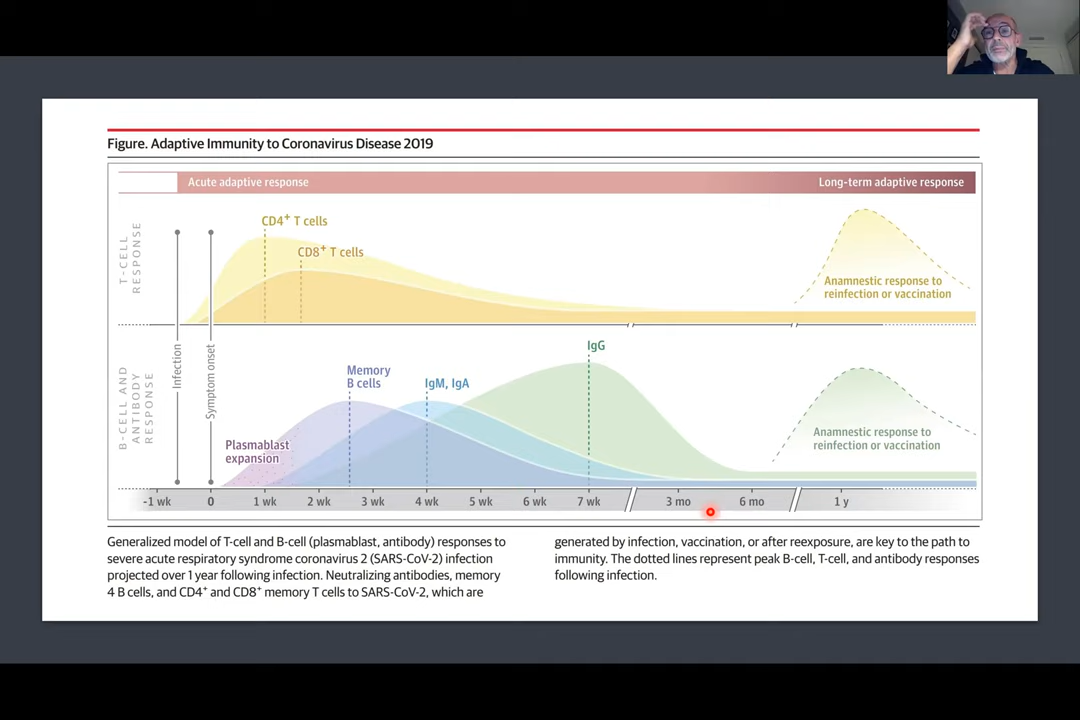 Figure. Adaptive Immunity to Coronavirus Disease 2019
Acute adaptive response
Long-term adaptive response
T-CELL
RESPONSE
CD4+ T cells
CD8+ T cells
Anamnestic response to
reinfection or vaccination
Infection
Symptom onset
B-CELL AND
ANTIBODY
RESPONSE
Plasmablast
expansion
Memory
B cells
IgM, IgA
IgG
Anamnestic response to
reinfection or vaccination
-1 wk 0 1 wk 2 wk 3 wk 4 wk 5 wk 6 wk 7 wk 3 mo 6 mo 1 y
Generalized model of T-cell and B-cell (plasmablast, antibody) responses to
severe acute respiratory syndrome coronavirus 2 (SARS-CoV-2) infection
projected over 1 year following infection. Neutralizing antibodies, memory
4 B cells, and CD4+ and CD8+ memory T cells to SARS-CoV-2, which are
generated by infection, vaccination, or after reexposure, are key to the path to
immunity. The dotted lines represent peak B-cell, T-cell, and antibody responses
following infection.